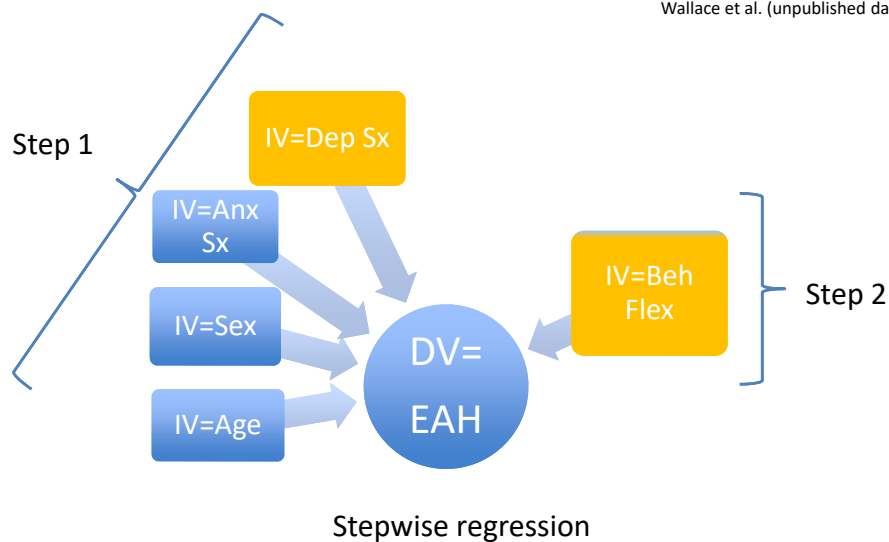 Wallace et al. (unpublished da
Step 1
IV=Dep Sx
IV=Anx
Sx
IV=Sex
IV=Age
DV=
EAH
IV=Beh
Flex
Step 2
Stepwise regression